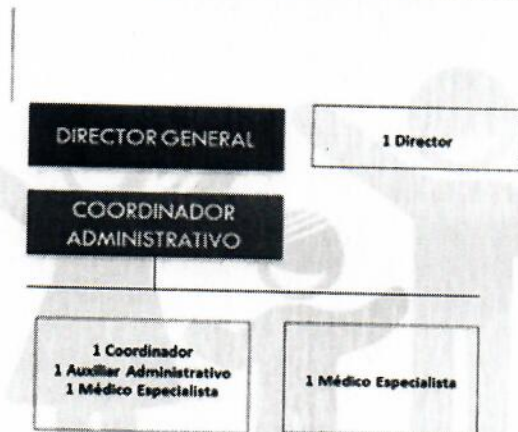 DIRECTOR GENERAL
1 Director
COORDINADOR
ADMINISTRATIVO
1 Coordinador
1 Auxiliar Administrativo
1 Médico Especialista
1 Médico Especialista